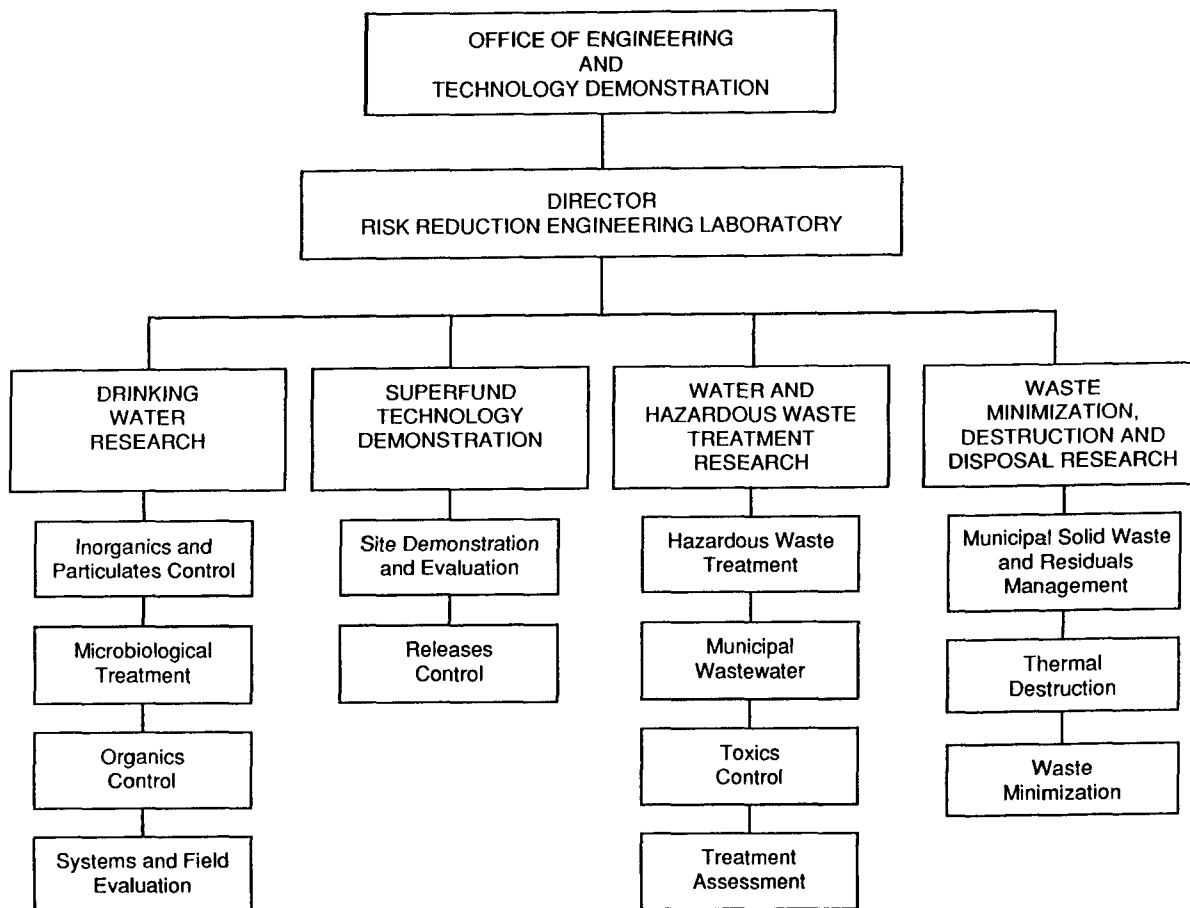 OFFICE OF ENGINEERING
AND
TECHNOLOGY DEMONSTRATION
DIRECTOR
RISK REDUCTION ENGINEERING LABORATORY
DRINKING
WATER
RESEARCH
Inorganics and
Particulates Control
Microbiological
Treatment
Organics
Control
Systems and Field
Evaluation
SUPERFUND
TECHNOLOGY
DEMONSTRATION
Site Demonstration
and Evaluation
Releases
Control
WATER AND
HAZARDOUS WASTE
TREATMENT
RESEARCH
Hazardous Waste
Treatment
Municipal
Wastewater
Toxics
Control
Treatment
Assessment
WASTE
MINIMIZATION,
DESTRUCTION AND
DISPOSAL RESEARCH
Municipal Solid Waste
and Residuals
Management
Thermal
Destruction
Waste
Minimization